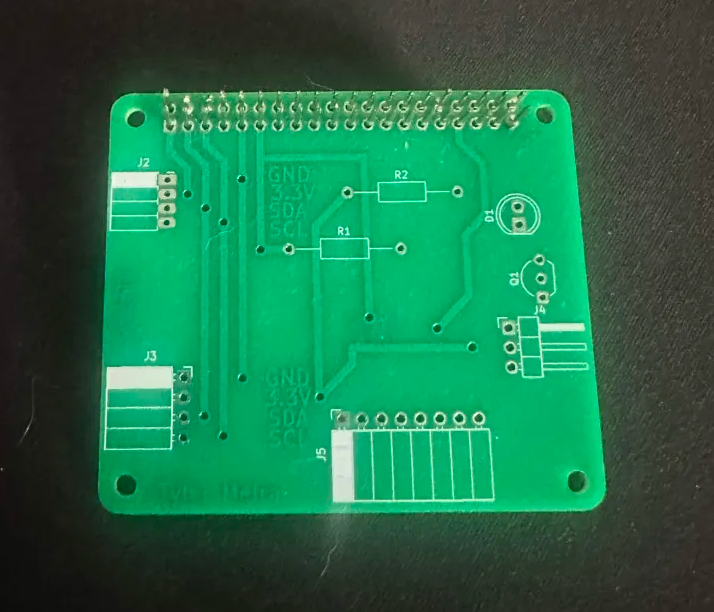 J2
GND
3.3V
SDA
SCL
R2
R1
D1
Q1
J4
J3
GND
3.3V
SDA
SCL
J5